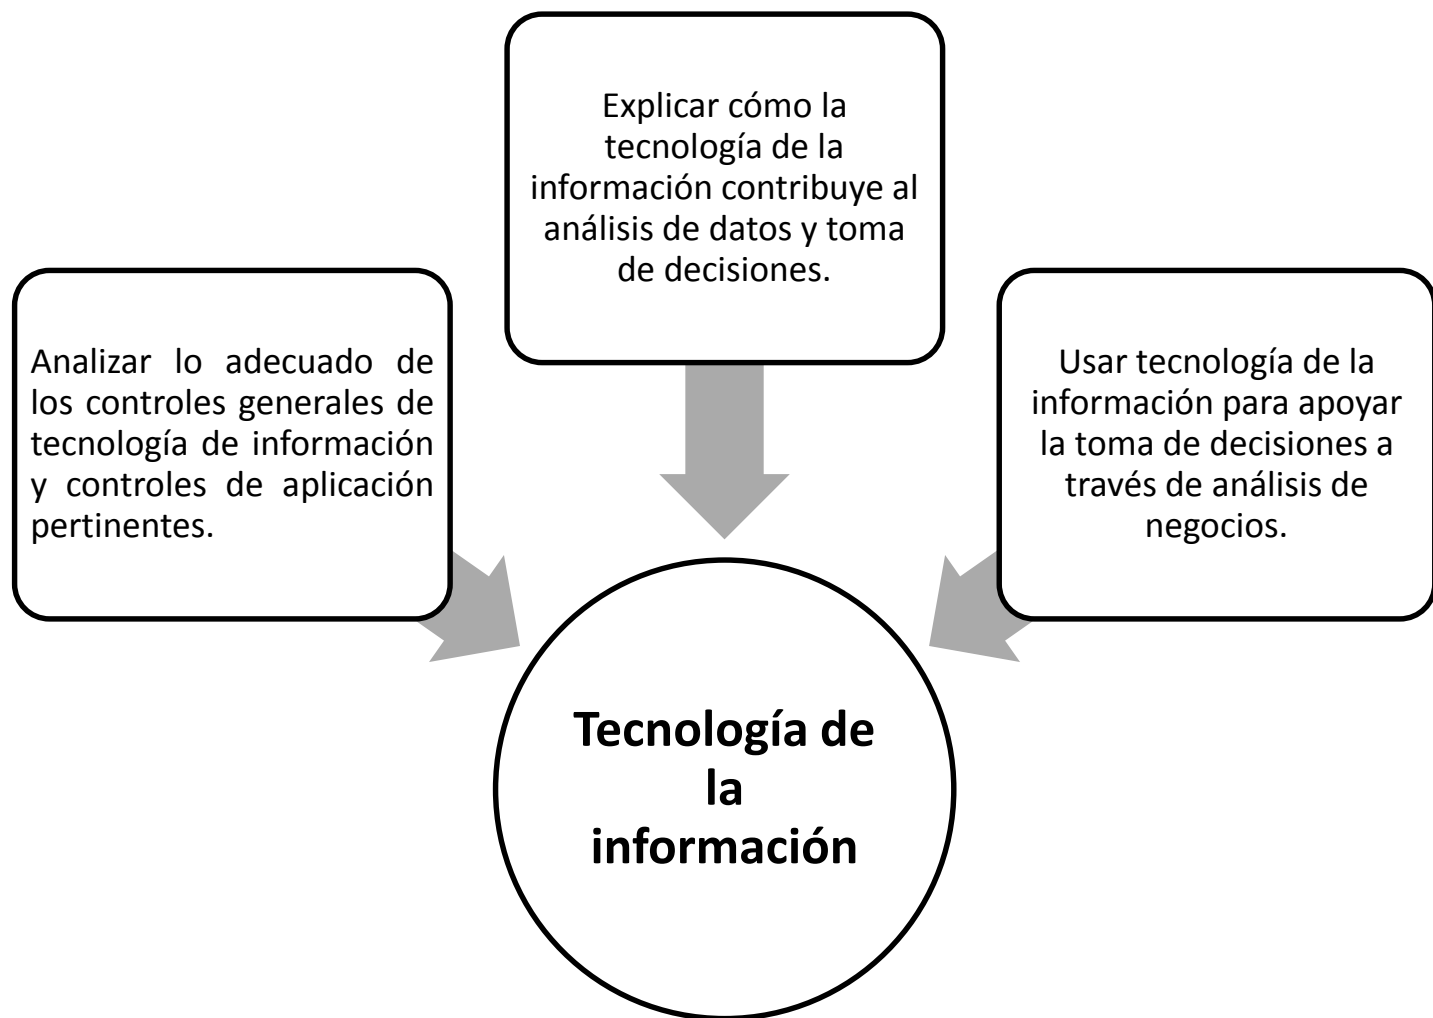 Explicar cómo la
tecnología de la
información contribuye al
análisis de datos y toma
de decisiones.
Analizar lo adecuado de
los controles generales de
tecnología de información
y controles de aplicación
pertinentes.
Usar tecnología de la
información para apoyar
la toma de decisiones a
través de análisis de
negocios.
Tecnología de
la
información